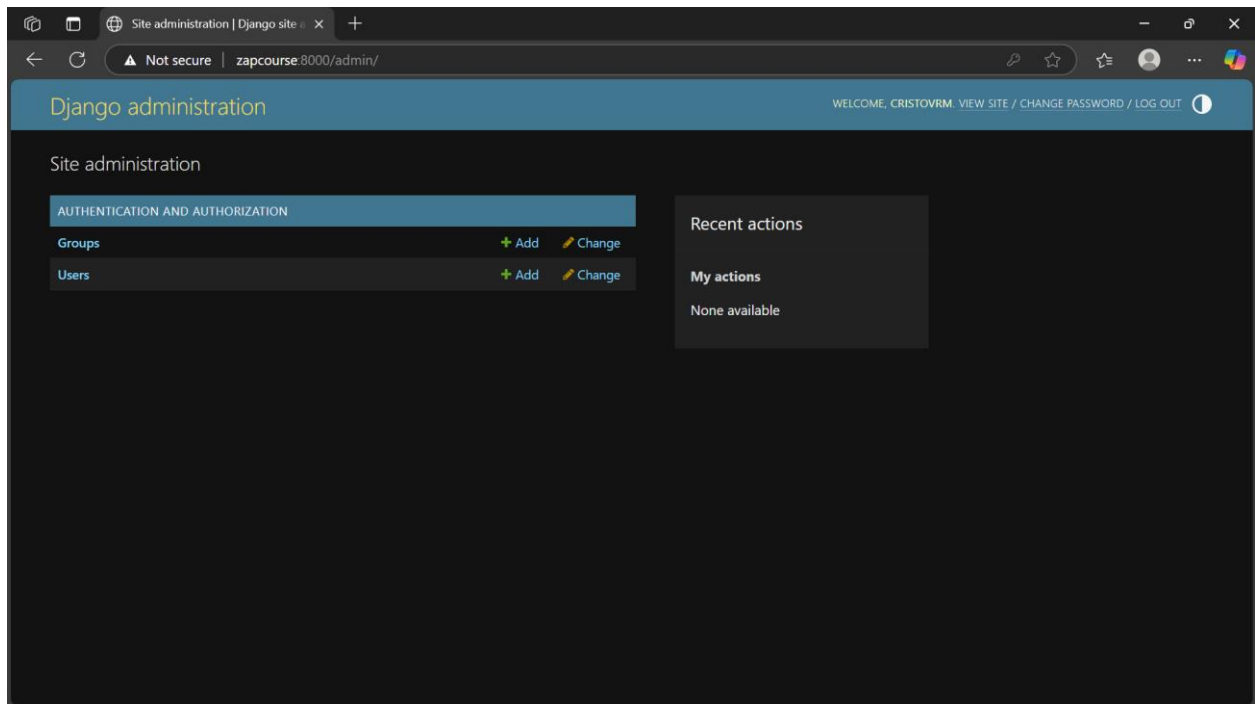 Site administration | Django site a
Not secure | zapcourse:8000/admin/
Django administration
WELCOME, CRISTOVRM. VIEW SITE / CHANGE PASSWORD / LOG OUT
Site administration
AUTHENTICATION AND AUTHORIZATION
Groups + Add Change
Users + Add Change
Recent actions
My actions
None available